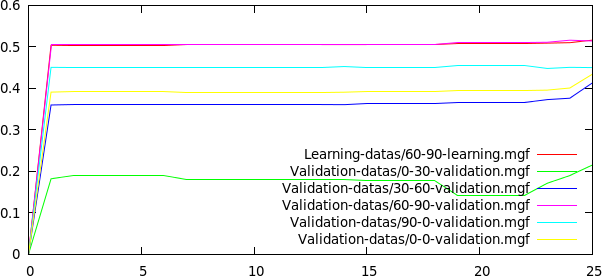 0.6
0.5
0.4
0.3
0.2
0.1
0
Learning-datas/60-90-learning.mgf
Validation-datas/0-30-validation.mgf
Validation-datas/30-60-validation.mgf
Validation-datas/60-90-validation.mgf
Validation-datas/90-0-validation.mgf
Validation-datas/0-0-validation.mgf
0 5 10 15 20 25